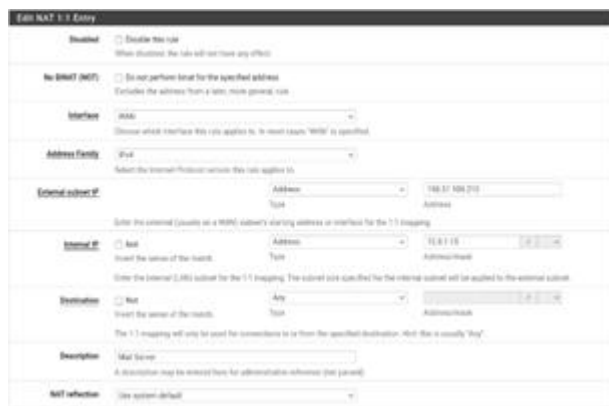 Edit NAT 1:1 Entry
Disabled
Disable this rule
When disabled, the rule will not have any effect.
No BINAT (NOT)
Do not perform binat for the specified address
Excludes the address from a later, more general rule.
Interface
WAN
Choose which interface this rule applies to. In most cases "WAN" is specified.
Address Family
IPv4
Select the Internet Protocol version this rule applies to.
External subnet IP
Address
Type
Address
Enter the external (usually on a WAN) subnet's starting address or interface for the 1:1 mapping.
Internal IP
Not
Invert the sense of the match.
Address
Type
Address/mask
Enter the internal (LAN) subnet for the 1:1 mapping. The subnet size specified for the internal subnet will be applied to the external subnet.
Destination
Not
Invert the sense of the match.
Any
Type
Address/mask
The 1:1 mapping will only be used for connections to or from the specified destination. Hint: this is usually "Any".
Description
Mail Server
A description may be entered here for administrative reference (not parsed).
NAT reflection
Use system default